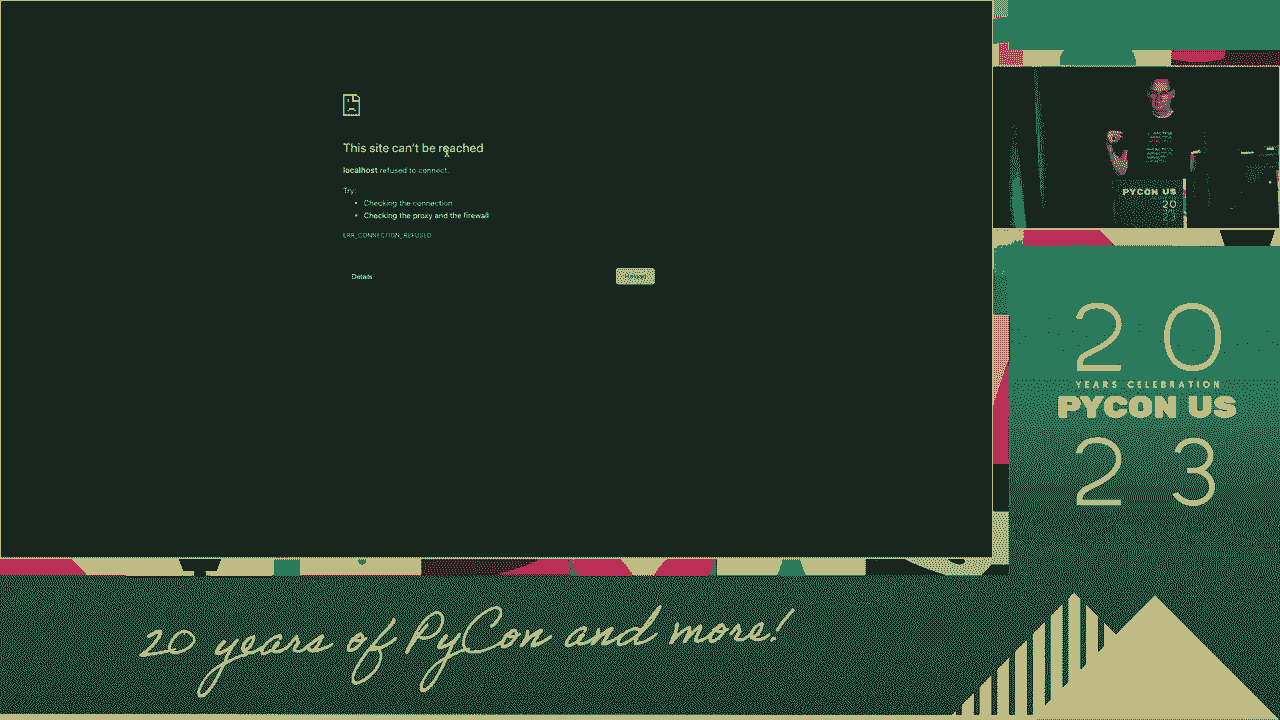 This site can't be reached
localhost refused to connect.
Try:
• Checking the connection
• Checking the proxy and the firewall
ERR_CONNECTION_REFUSED
Details
Reload
PYCON US
20
23
20
YEARS CELEBRATION
PYCON US
23
20 years of PyCon and more!